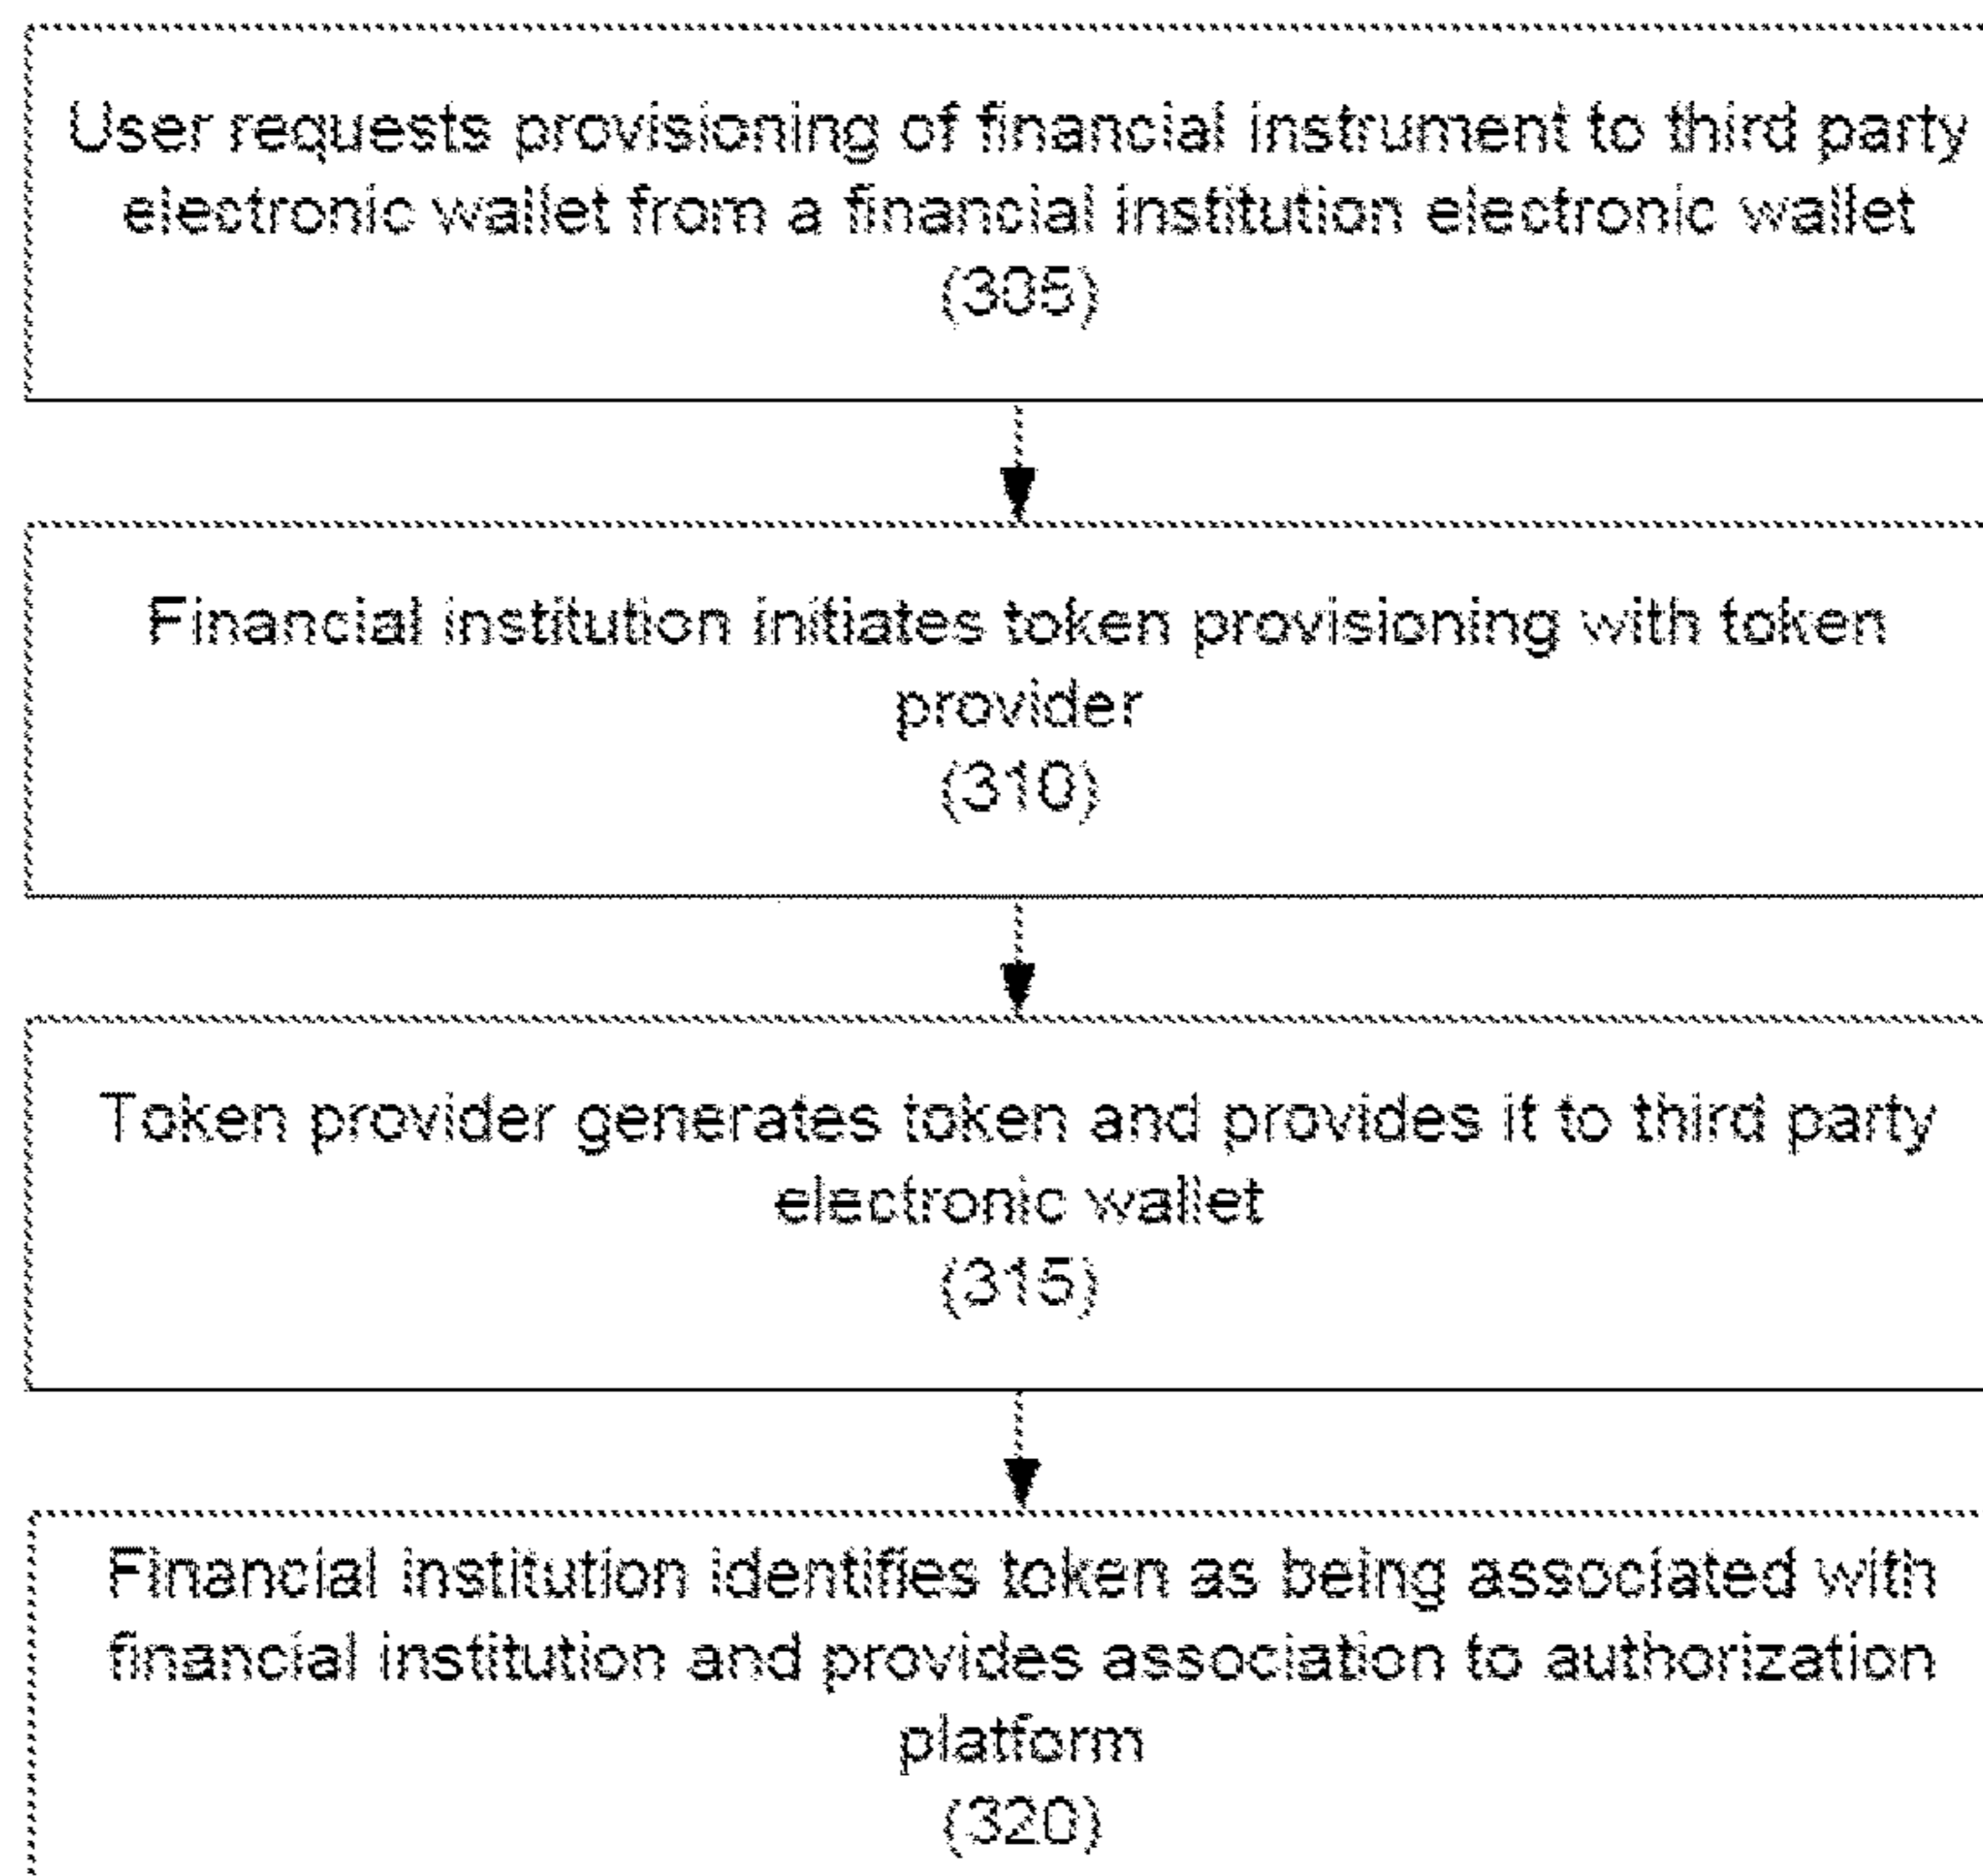 User requests provisioning of financial instrument to third party
electronic wallet from a financial institution electronic wallet
(305)
Financial institution initiates token provisioning with token
provider
(310)
Token provider generates token and provides it to third party
electronic wallet
(315)
Financial institution identifies token as being associated with
financial institution and provides association to authorization
platform
(320)